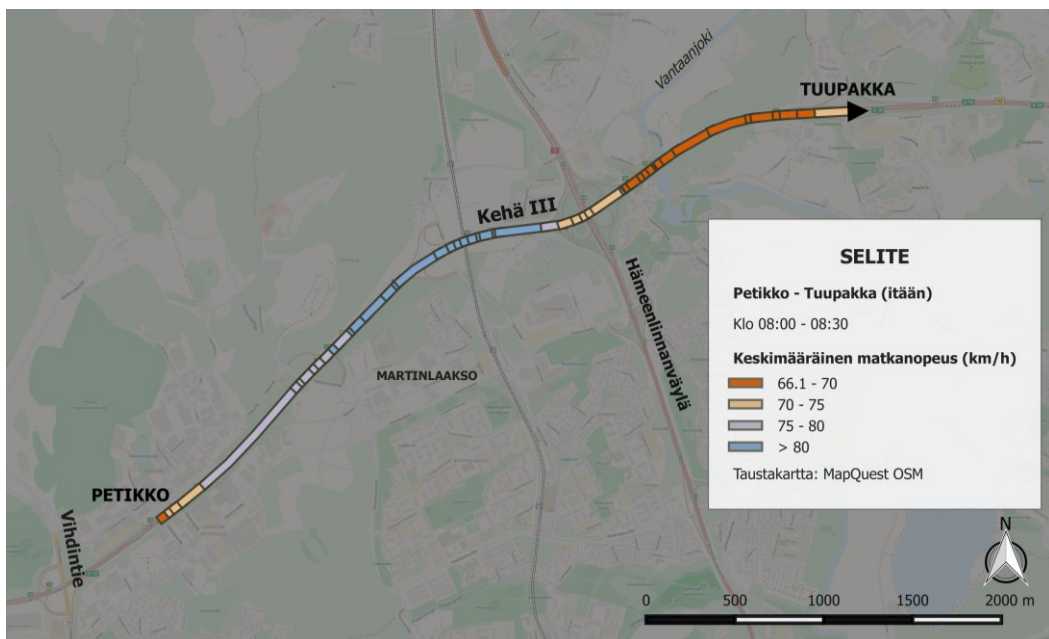 Vantaanjoki
TUUPAKKA
Kehä III
Hämeenlinnanväylä
MARTINLAAKSO
PETIKKO
Vihdintie
SELITE
Petikko - Tuupakka (itään)
Klo 08:00 - 08:30
Keskimääräinen matkanopeus (km/h)
66.1 - 70
70 - 75
75 - 80
> 80
Taustakartta: MapQuest OSM
N
0 500 1000 1500 2000 m